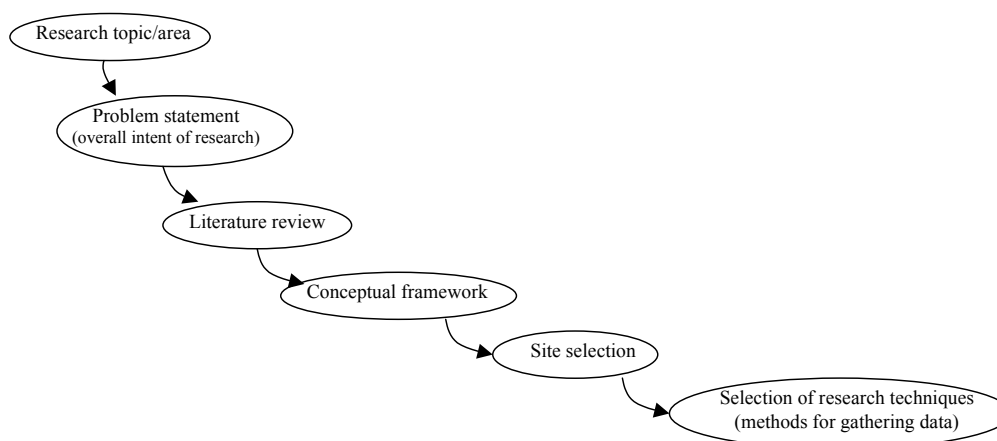 Research topic/area
Problem statement
(overall intent of research)
Literature review
Conceptual framework
Site selection
Selection of research techniques
(methods for gathering data)